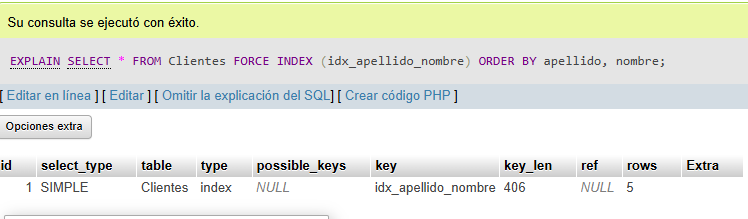 Su consulta se ejecutó con éxito.
EXPLAIN SELECT * FROM Clientes FORCE INDEX (idx_apellido_nombre) ORDER BY apellido, nombre;
[ Editar en línea ] [ Editar ] [ Omitir la explicación del SQL] [ Crear código PHP ]
Opciones extra
id select_type table type possible_keys key key_len ref rows Extra
1 SIMPLE Clientes index NULL idx_apellido_nombre 406 NULL 5